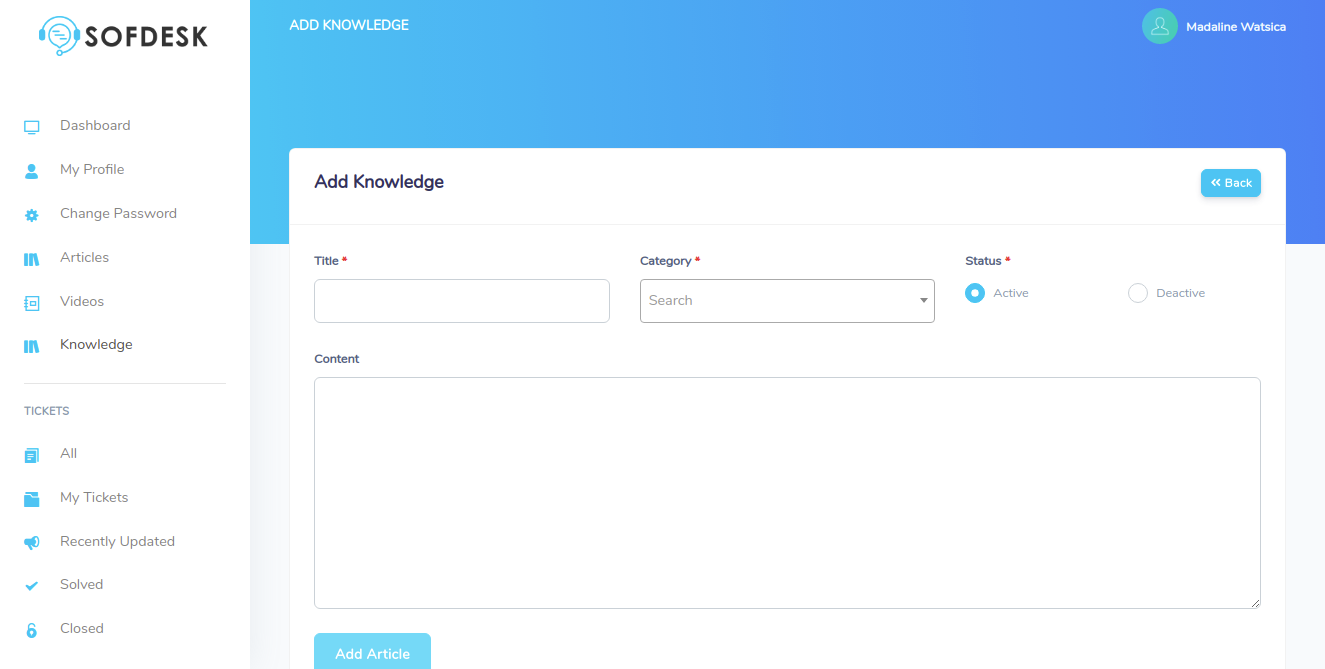 SOFDESK
ADD KNOWLEDGE
Madaline Watsica
Dashboard
My Profile
Change Password
Articles
Videos
Knowledge
TICKETS
All
My Tickets
Recently Updated
Solved
Closed
Add Knowledge
Back
Title *
Category *
Status *
Search
Active
Deactive
Content
Add Article